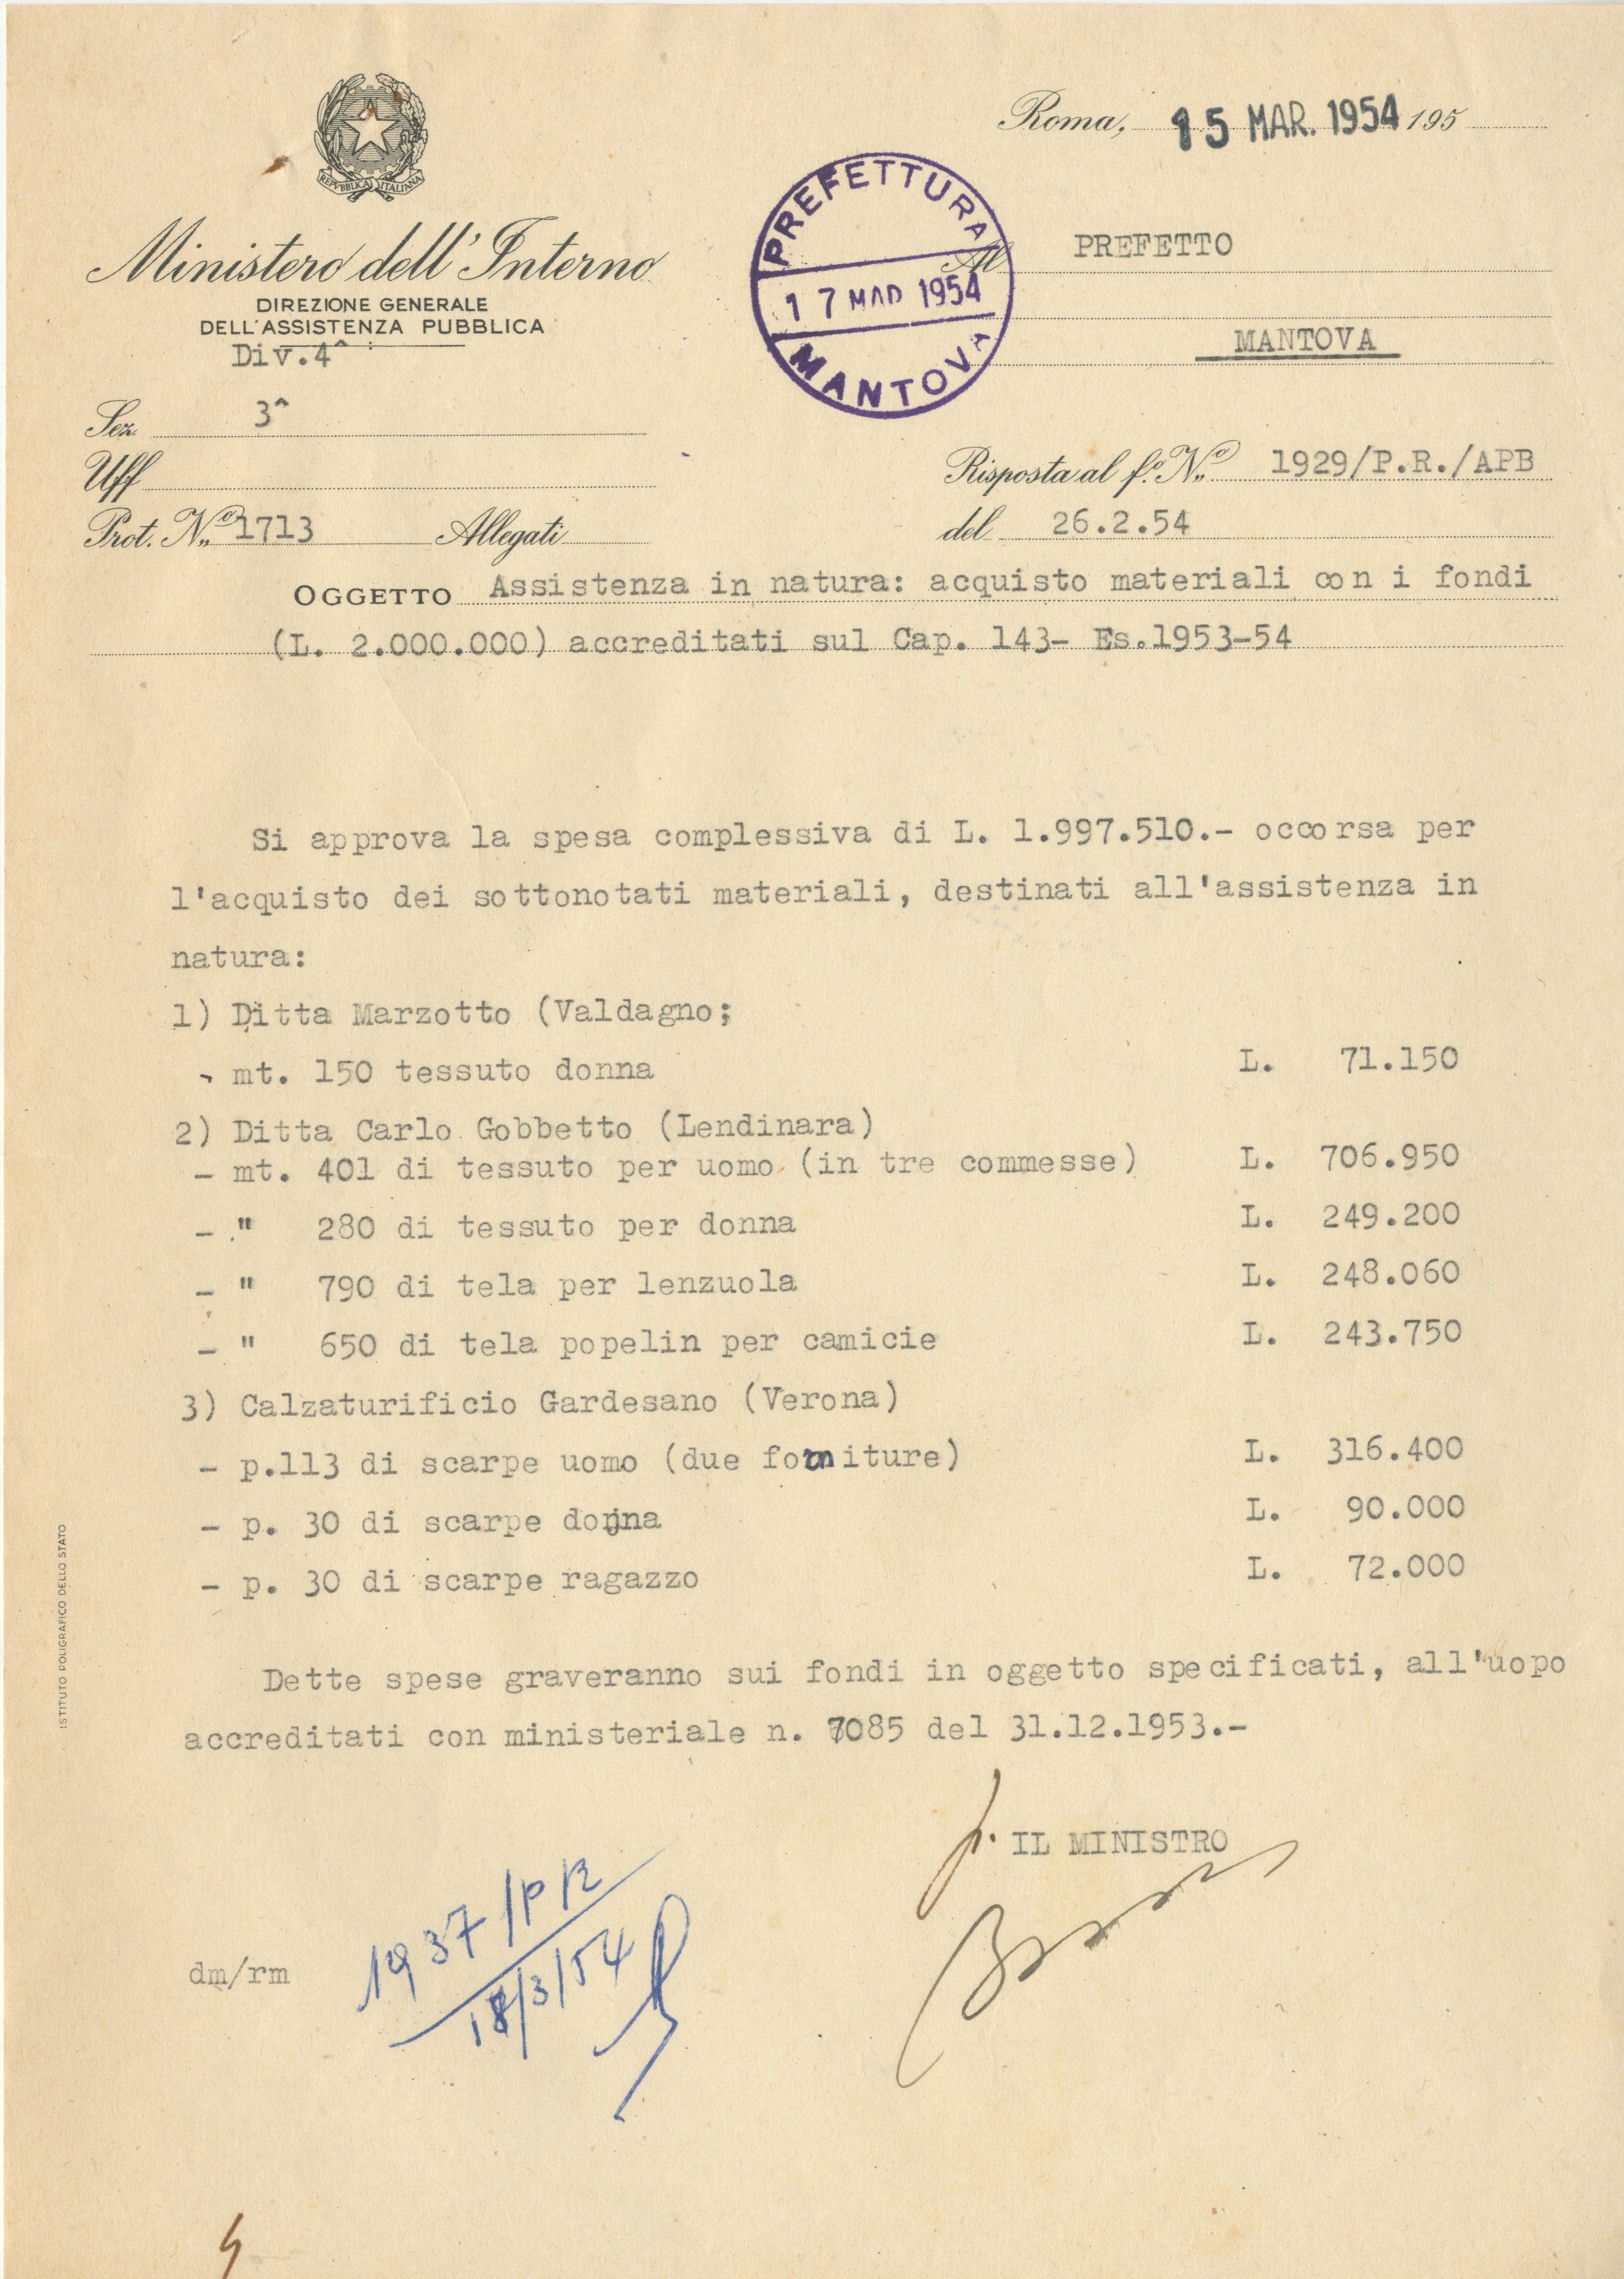 REPVBBLICA ITALIANA
Roma, 15 MAR. 1954 195
Ministero dell'Interno
DIREZIONE GENERALE
DELL'ASSISTENZA PUBBLICA
Div.4^
PREFETTURA
17 MAR 1954
MANTOVA
Al PREFETTO
MANTOVA
Sez. 3^
Uff
Prot. N.º 1713 Allegati
Risposta al f.º N.º 1929/P.R./APB
del 26.2.54
OGGETTO Assistenza in natura: acquisto materiali con i fondi
(L. 2.000.000) accreditati sul Cap. 143- Es.1953-54
Si approva la spesa complessiva di L. 1.997.510.- occorsa per
l'acquisto dei sottonotati materiali, destinati all'assistenza in
natura:
1) Ditta Marzotto (Valdagno;
- mt. 150 tessuto donna L. 71.150
2) Ditta Carlo Gobbetto (Lendinara)
- mt. 401 di tessuto per uomo (in tre commesse) L. 706.950
- " 280 di tessuto per donna L. 249.200
- " 790 di tela per lenzuola L. 248.060
- " 650 di tela popelin per camicie L. 243.750
3) Calzaturificio Gardesano (Verona)
- p.113 di scarpe uomo (due forniture) L. 316.400
- p. 30 di scarpe donna L. 90.000
- p. 30 di scarpe ragazzo L. 72.000
Dette spese graveranno sui fondi in oggetto specificati, all'uopo
accreditati con ministeriale n. 7085 del 31.12.1953.-
p. IL MINISTRO
1937/PR
18/3/54
dm/rm
ISTITUTO POLIGRAFICO DELLO STATO